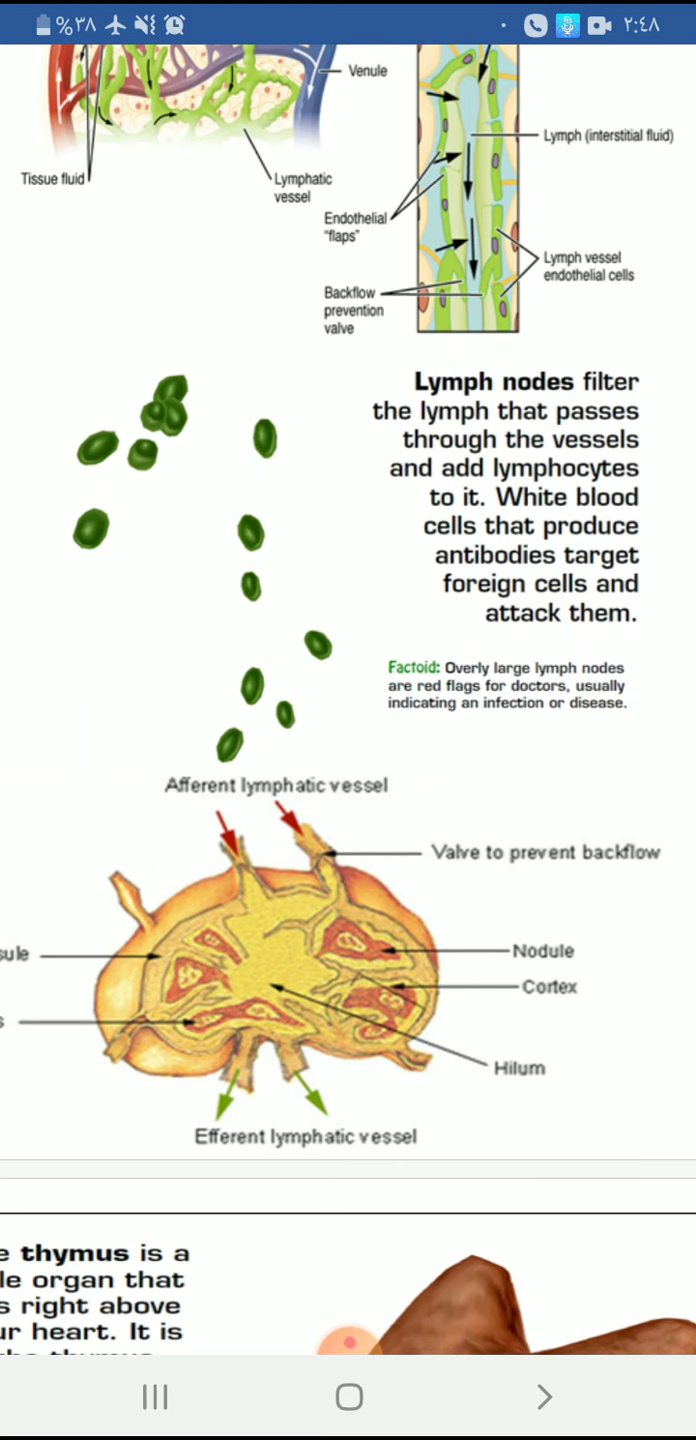 %٣٨
٢:٤٨
Venule
Tissue fluid
Lymphatic
vessel
Lymph (interstitial fluid)
Endothelial
“flaps”
Lymph vessel
endothelial cells
Backflow
prevention
valve
Lymph nodes filter
the lymph that passes
through the vessels
and add lymphocytes
to it. White blood
cells that produce
antibodies target
foreign cells and
attack them.
Factoid: Overly large lymph nodes
are red flags for doctors, usually
indicating an infection or disease.
Afferent lymphatic vessel
Valve to prevent backflow
sule
Nodule
Cortex
s
Hilum
Efferent lymphatic vessel
e thymus is a
le organ that
s right above
ur heart. It is